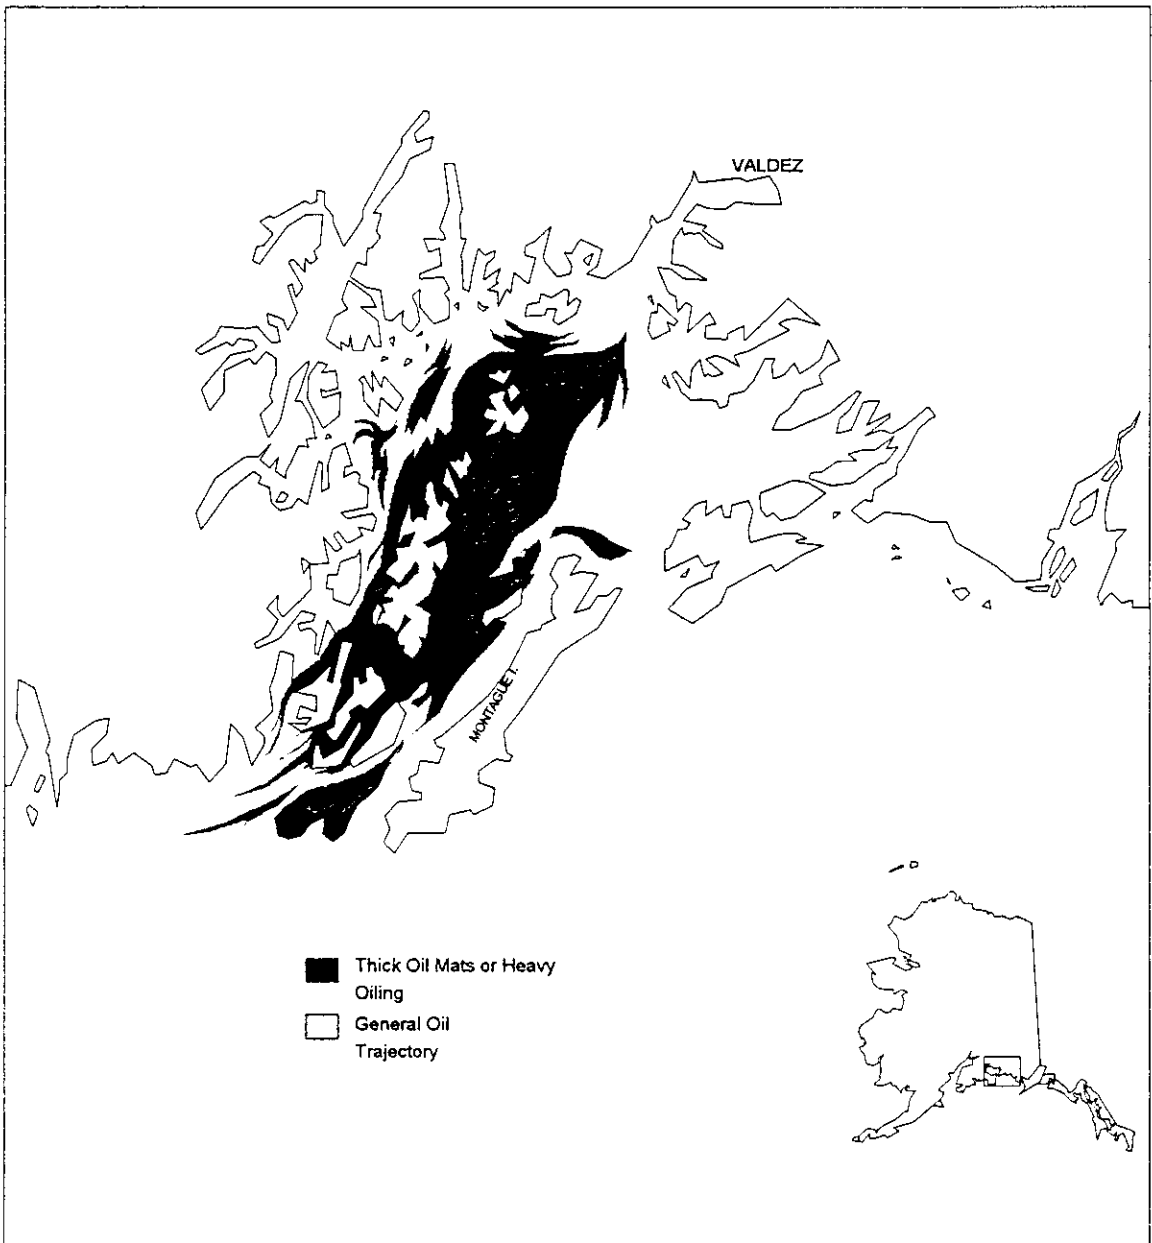 VALDEZ
MONTAGUE I.
Thick Oil Mats or Heavy
Oiling
General Oil
Trajectory